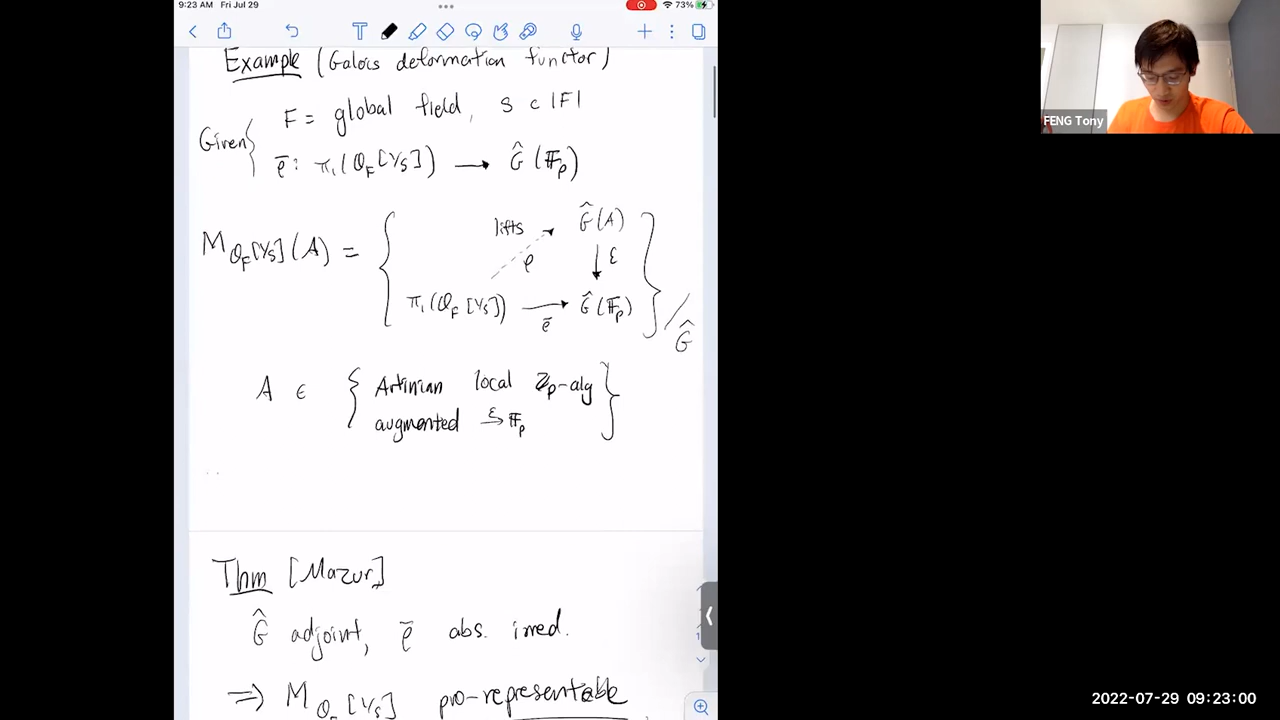 9:23 AM Fri Jul 29
73%
Example (Galois deformation functor)
F = global field, S ⊂ |F|
Given {
ρ̄: π₁(O_F[1/S]) → Ĝ(𝔽_p)
lifts Ĝ(A)
M_{O_F[1/S]}(A) = { ρ ↓ ε } / Ĝ
π₁(O_F[1/S]) → Ĝ(𝔽_p)
ρ̄
A ∈ { Artinian local ℤ_p-alg
augmented →^ε 𝔽_p }
Thm [Mazur]
Ĝ adjoint, ρ̄ abs. irred.
⇒ M_{O_F[1/S]} pro-representable
FENG Tony
2022-07-29 09:23:00